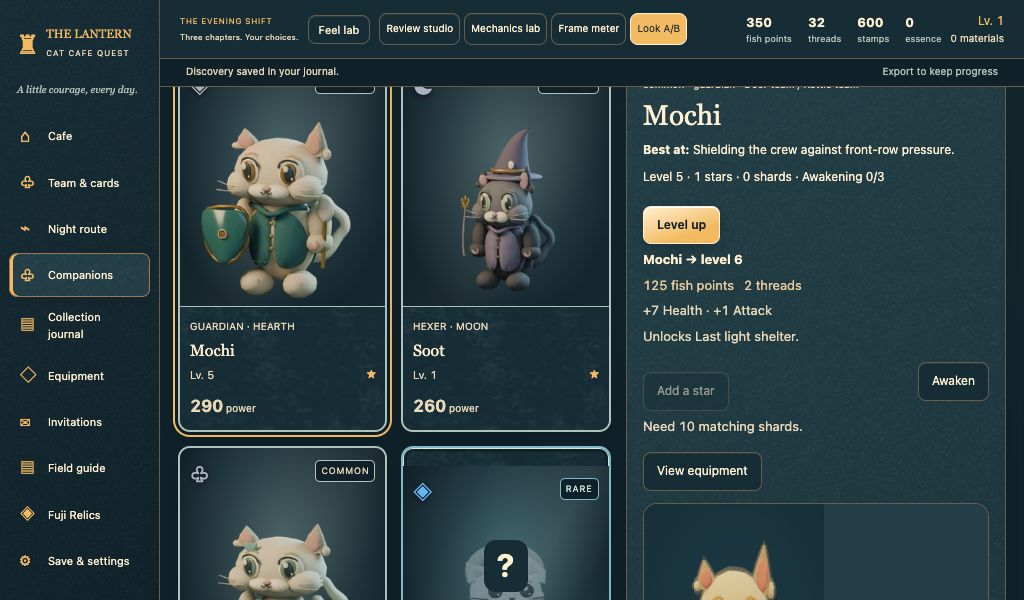 THE LANTERN
CAT CAFE QUEST
A little courage, every day.
Cafe
Team & cards
Night route
Companions
Collection
journal
Equipment
Invitations
Field guide
Fuji Relics
Save & settings
THE EVENING SHIFT
Three chapters. Your choices.
Feel lab
Review studio
Mechanics lab
Frame meter
Look A/B
350
fish points
32
threads
600
stamps
0
essence
Lv. 1
0 materials
Discovery saved in your journal.
Export to keep progress
GUARDIAN · HEARTH
Mochi
Lv. 5
290 power
HEXER · MOON
Soot
Lv. 1
260 power
COMMON
RARE
?
Mochi
Best at: Shielding the crew against front-row pressure.
Level 5 · 1 stars · 0 shards · Awakening 0/3
Level up
Mochi → level 6
125 fish points 2 threads
+7 Health · +1 Attack
Unlocks Last light shelter.
Add a star
Awaken
Need 10 matching shards.
View equipment